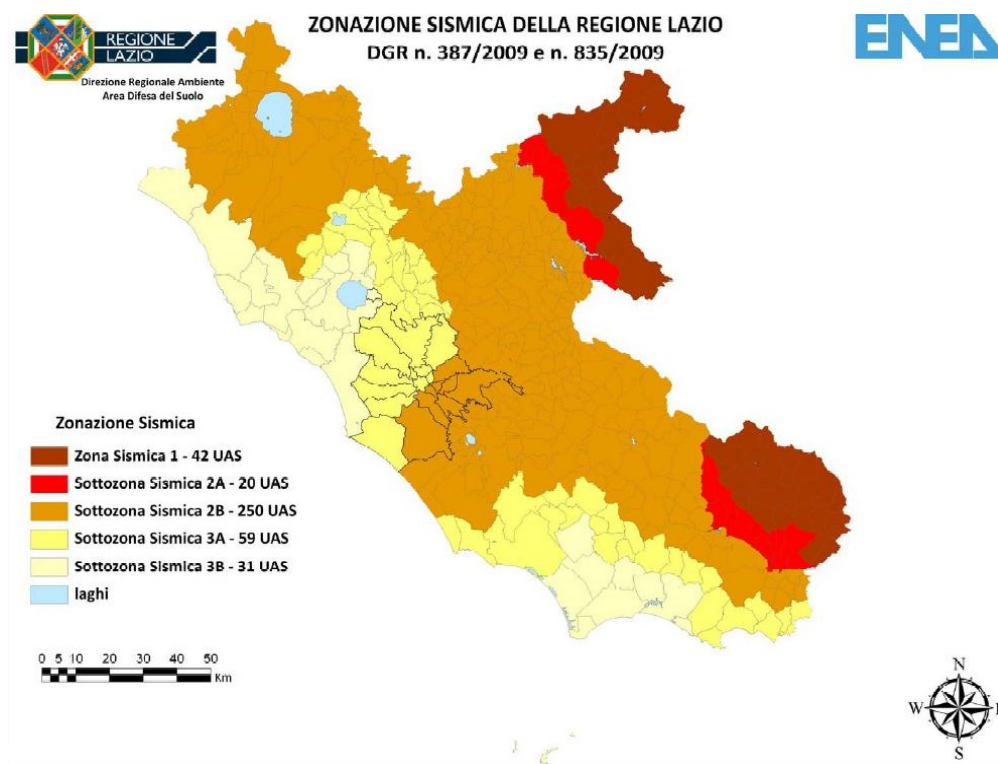 ZONAZIONE SISMICA DELLA REGIONE LAZIO
DGR n. 387/2009 e n. 835/2009
REGIONE
LAZIO
Direzione Regionale Ambiente
Area Difesa del Suolo
ENEA
Zonazione Sismica
Zona Sismica 1 - 42 UAS
Sottozona Sismica 2A - 20 UAS
Sottozona Sismica 2B - 250 UAS
Sottozona Sismica 3A - 59 UAS
Sottozona Sismica 3B - 31 UAS
laghi
0 5 10 20 30 40 50
Km
N
W E
S